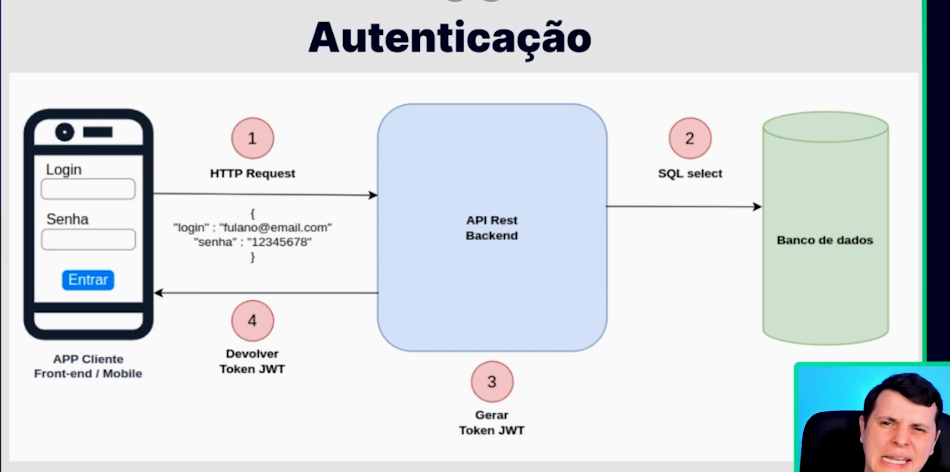 Autenticação
Login
Senha
Entrar
APP Cliente
Front-end / Mobile
1
HTTP Request
{
"login" : "fulano@email.com"
"senha" : "12345678"
}
4
Devolver
Token JWT
API Rest
Backend
3
Gerar
Token JWT
2
SQL select
Banco de dados